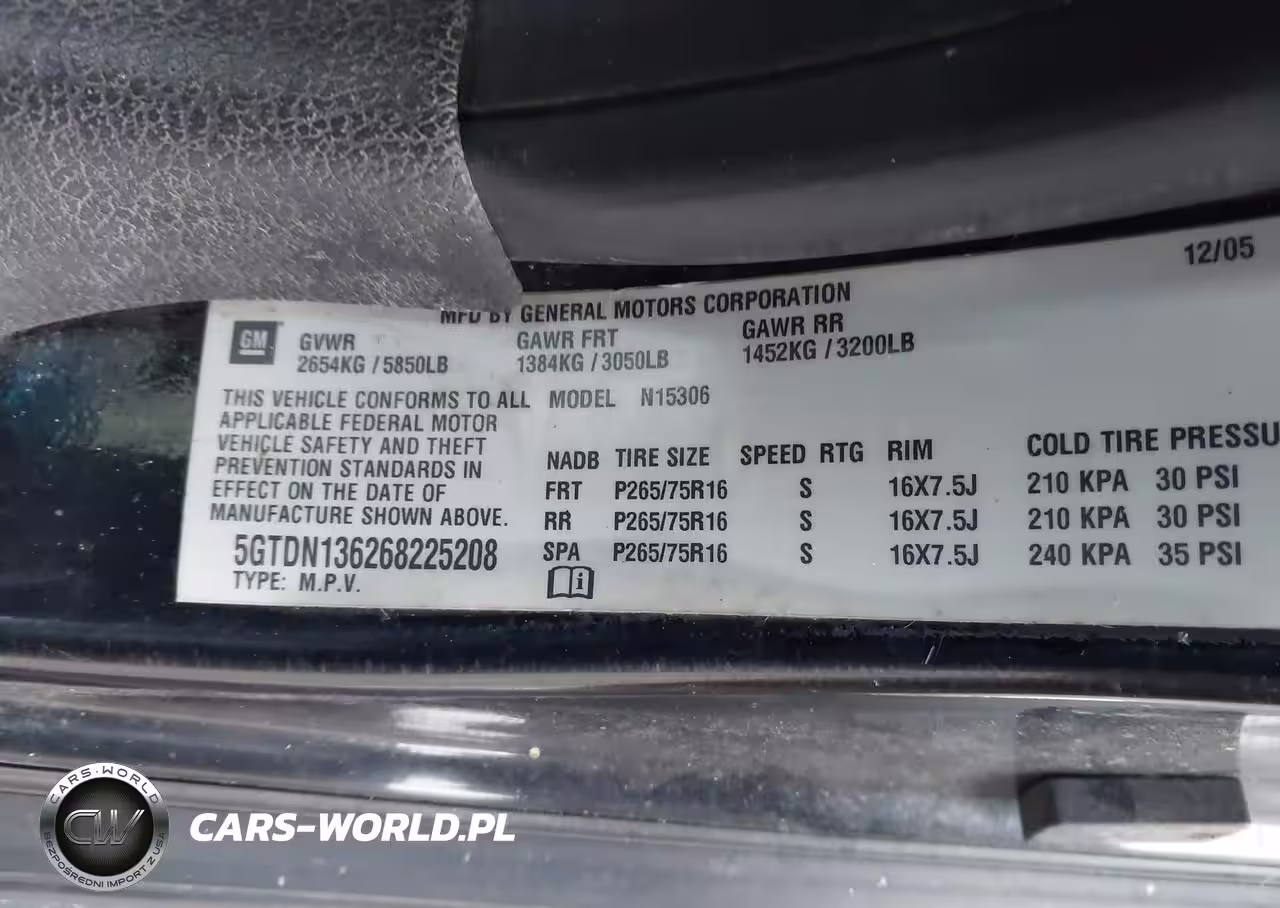 12/05
MFD BY GENERAL MOTORS CORPORATION
GM
GVWR GAWR FRT GAWR RR
2654KG / 5850LB 1384KG / 3050LB 1452KG / 3200LB
THIS VEHICLE CONFORMS TO ALL
APPLICABLE FEDERAL MOTOR
VEHICLE SAFETY AND THEFT
PREVENTION STANDARDS IN
EFFECT ON THE DATE OF
MANUFACTURE SHOWN ABOVE.
5GTDN136268225208
TYPE: M.P.V.
MODEL N15306
NADB TIRE SIZE SPEED RTG RIM COLD TIRE PRESSU
FRT P265/75R16 S 16X7.5J 210 KPA 30 PSI
RR P265/75R16 S 16X7.5J 210 KPA 30 PSI
SPA P265/75R16 S 16X7.5J 240 KPA 35 PSI
i
CARS-WORLD
CW
BEZPOŚREDNI IMPORT Z USA
CARS-WORLD.PL